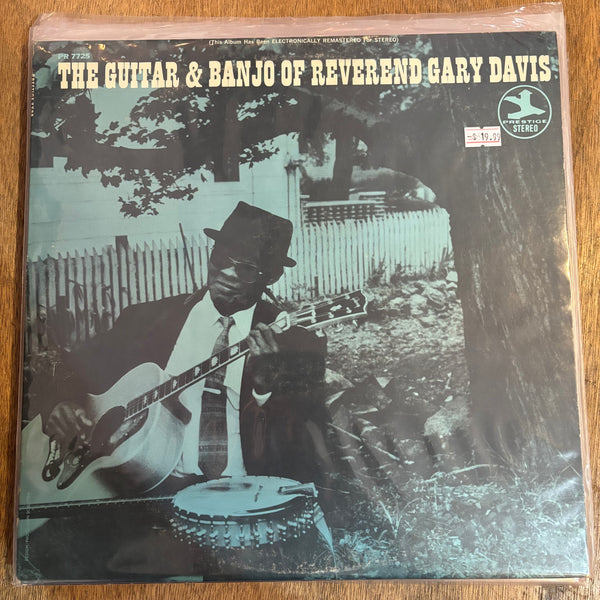 (This Album Has Been ELECTRONICALLY REMASTERED for STEREO)
PR 7725
THE GUITAR & BANJO OF REVEREND GARY DAVIS
PRESTIGE
STEREO
$19.99